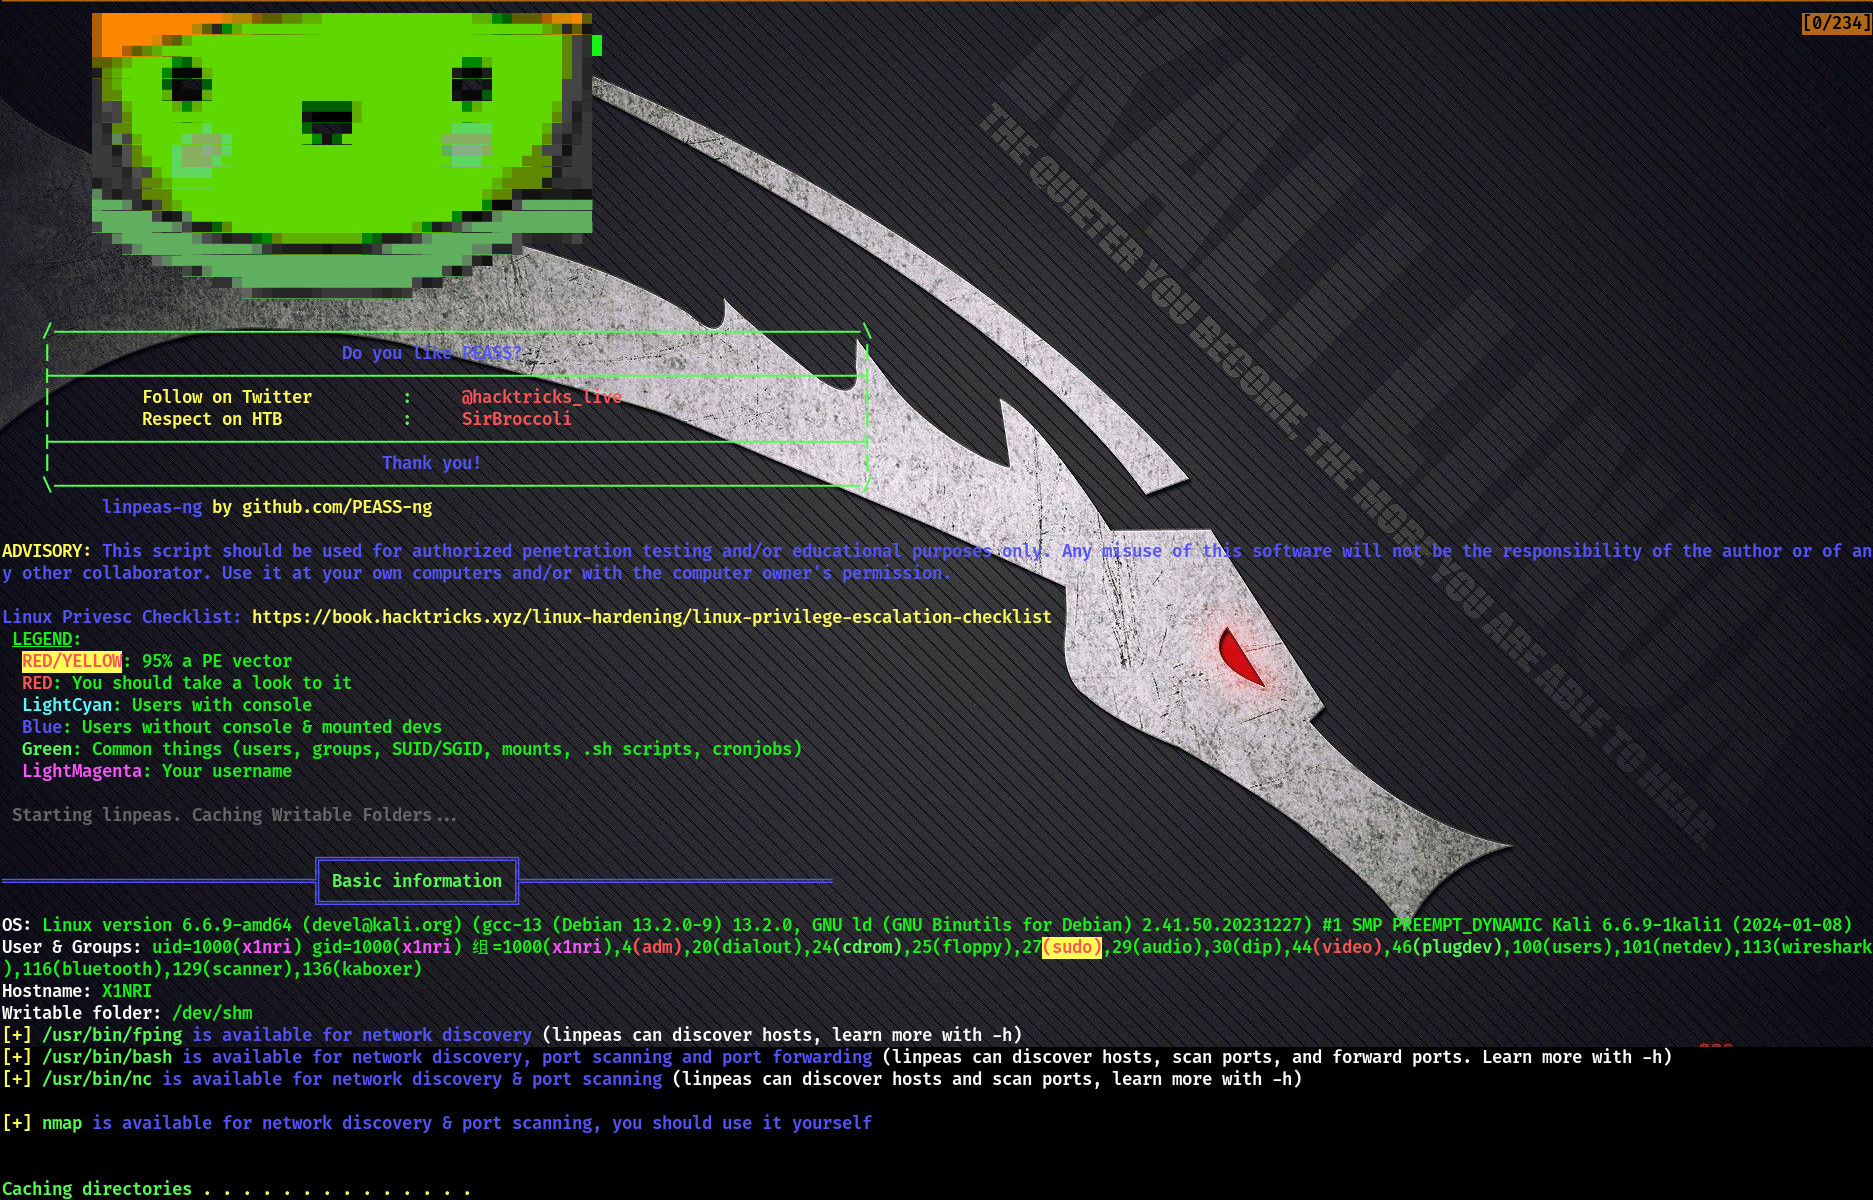 [0/234]
THE QUIETER YOU BECOME, THE MORE YOU ARE ABLE TO HEAR.
Do you like PEASS?
Follow on Twitter : @hacktricks_live
Respect on HTB : SirBroccoli
Thank you!
linpeas-ng by github.com/PEASS-ng
ADVISORY: This script should be used for authorized penetration testing and/or educational purposes only. Any misuse of this software will not be the responsibility of the author or of an
y other collaborator. Use it at your own computers and/or with the computer owner's permission.
Linux Privesc Checklist: https://book.hacktricks.xyz/linux-hardening/linux-privilege-escalation-checklist
LEGEND:
RED/YELLOW: 95% a PE vector
RED: You should take a look to it
LightCyan: Users with console
Blue: Users without console & mounted devs
Green: Common things (users, groups, SUID/SGID, mounts, .sh scripts, cronjobs)
LightMagenta: Your username
Starting linpeas. Caching Writable Folders...
Basic information
OS: Linux version 6.6.9-amd64 (devel@kali.org) (gcc-13 (Debian 13.2.0-9) 13.2.0, GNU ld (GNU Binutils for Debian) 2.41.50.20231227) #1 SMP PREEMPT_DYNAMIC Kali 6.6.9-1kali1 (2024-01-08)
User & Groups: uid=1000(x1nri) gid=1000(x1nri) 组=1000(x1nri),4(adm),20(dialout),24(cdrom),25(floppy),27(sudo),29(audio),30(dip),44(video),46(plugdev),100(users),101(netdev),113(wireshark
),116(bluetooth),129(scanner),136(kaboxer)
Hostname: X1NRI
Writable folder: /dev/shm
[+] /usr/bin/fping is available for network discovery (linpeas can discover hosts, learn more with -h)
[+] /usr/bin/bash is available for network discovery, port scanning and port forwarding (linpeas can discover hosts, scan ports, and forward ports. Learn more with -h)
[+] /usr/bin/nc is available for network discovery & port scanning (linpeas can discover hosts and scan ports, learn more with -h)
[+] nmap is available for network discovery & port scanning, you should use it yourself
Caching directories . . . . . . . . . . . . . .